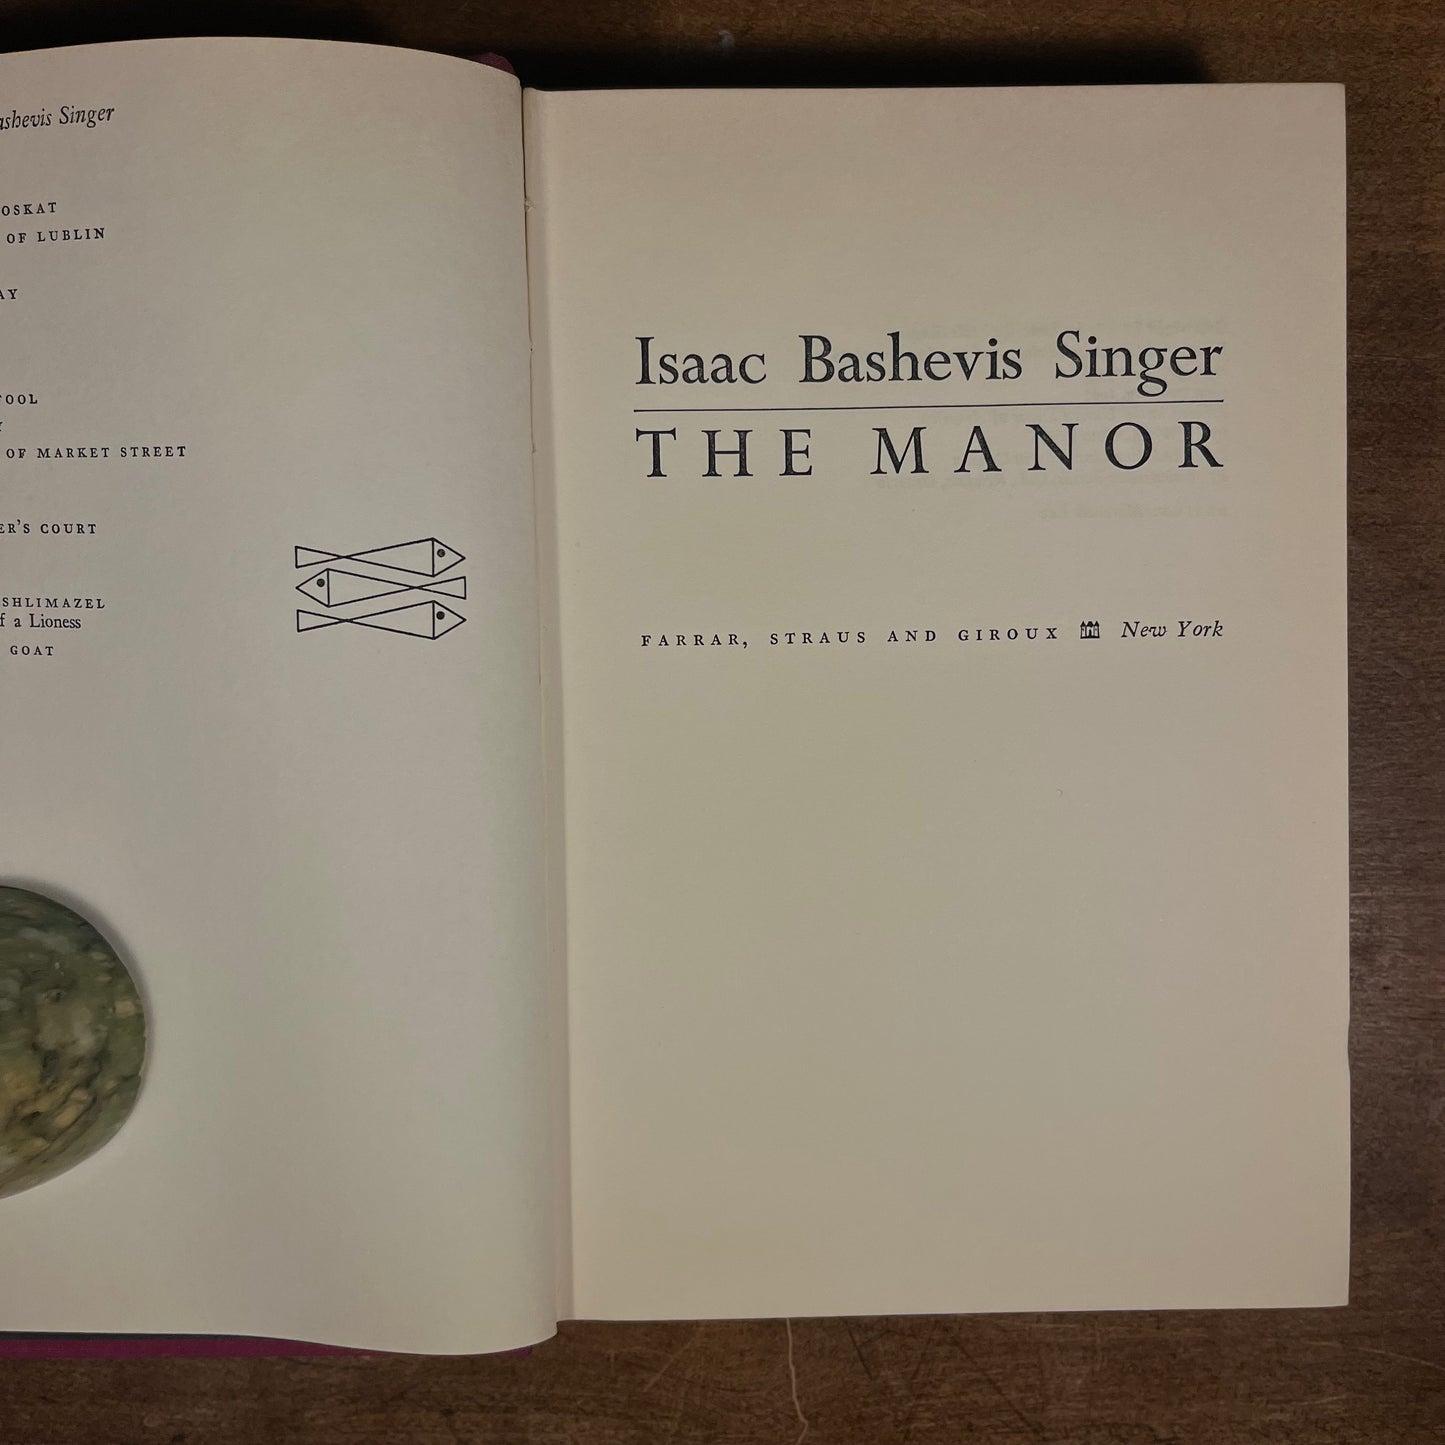 ashevis Singer
OSKAT
OF LUBLIN
AY
OOL
Y
OF MARKET STREET
ER'S COURT
SHLIMAZEL
f a Lioness
GOAT
Isaac Bashevis Singer
THE MANOR
FARRAR, STRAUS AND GIROUX New York